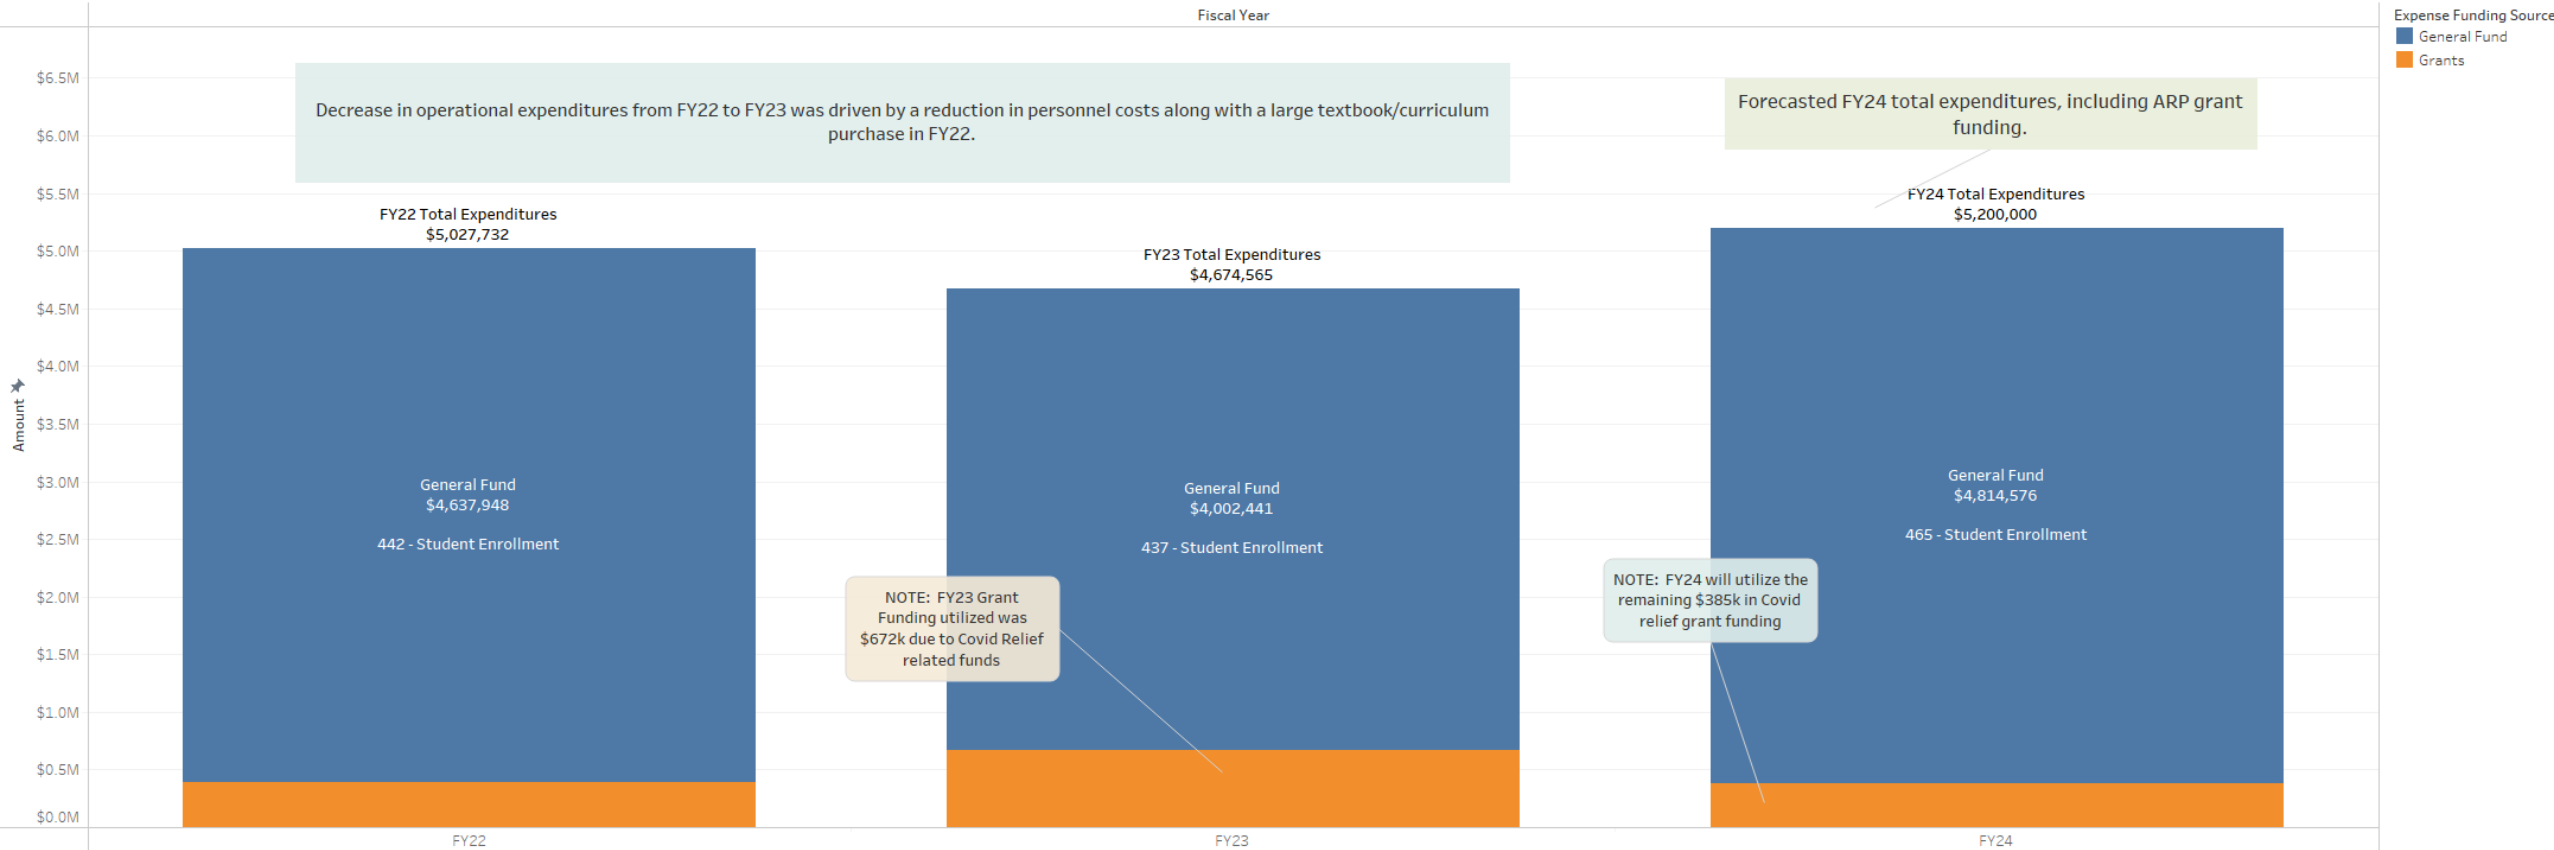 Fiscal Year
Expense Funding Source
General Fund
Grants
$6.5M
$6.0M
$5.5M
$5.0M
$4.5M
$4.0M
$3.5M
$3.0M
$2.5M
$2.0M
$1.5M
$1.0M
$0.5M
$0.0M
Amount
Decrease in operational expenditures from FY22 to FY23 was driven by a reduction in personnel costs along with a large textbook/curriculum
purchase in FY22.
Forecasted FY24 total expenditures, including ARP grant
funding.
FY22 Total Expenditures
$5,027,732
General Fund
$4,637,948
442 - Student Enrollment
FY23 Total Expenditures
$4,674,565
General Fund
$4,002,441
437 - Student Enrollment
NOTE: FY23 Grant
Funding utilized was
$672k due to Covid Relief
related funds
FY24 Total Expenditures
$5,200,000
General Fund
$4,814,576
465 - Student Enrollment
NOTE: FY24 will utilize the
remaining $385k in Covid
relief grant funding
FY22
FY23
FY24